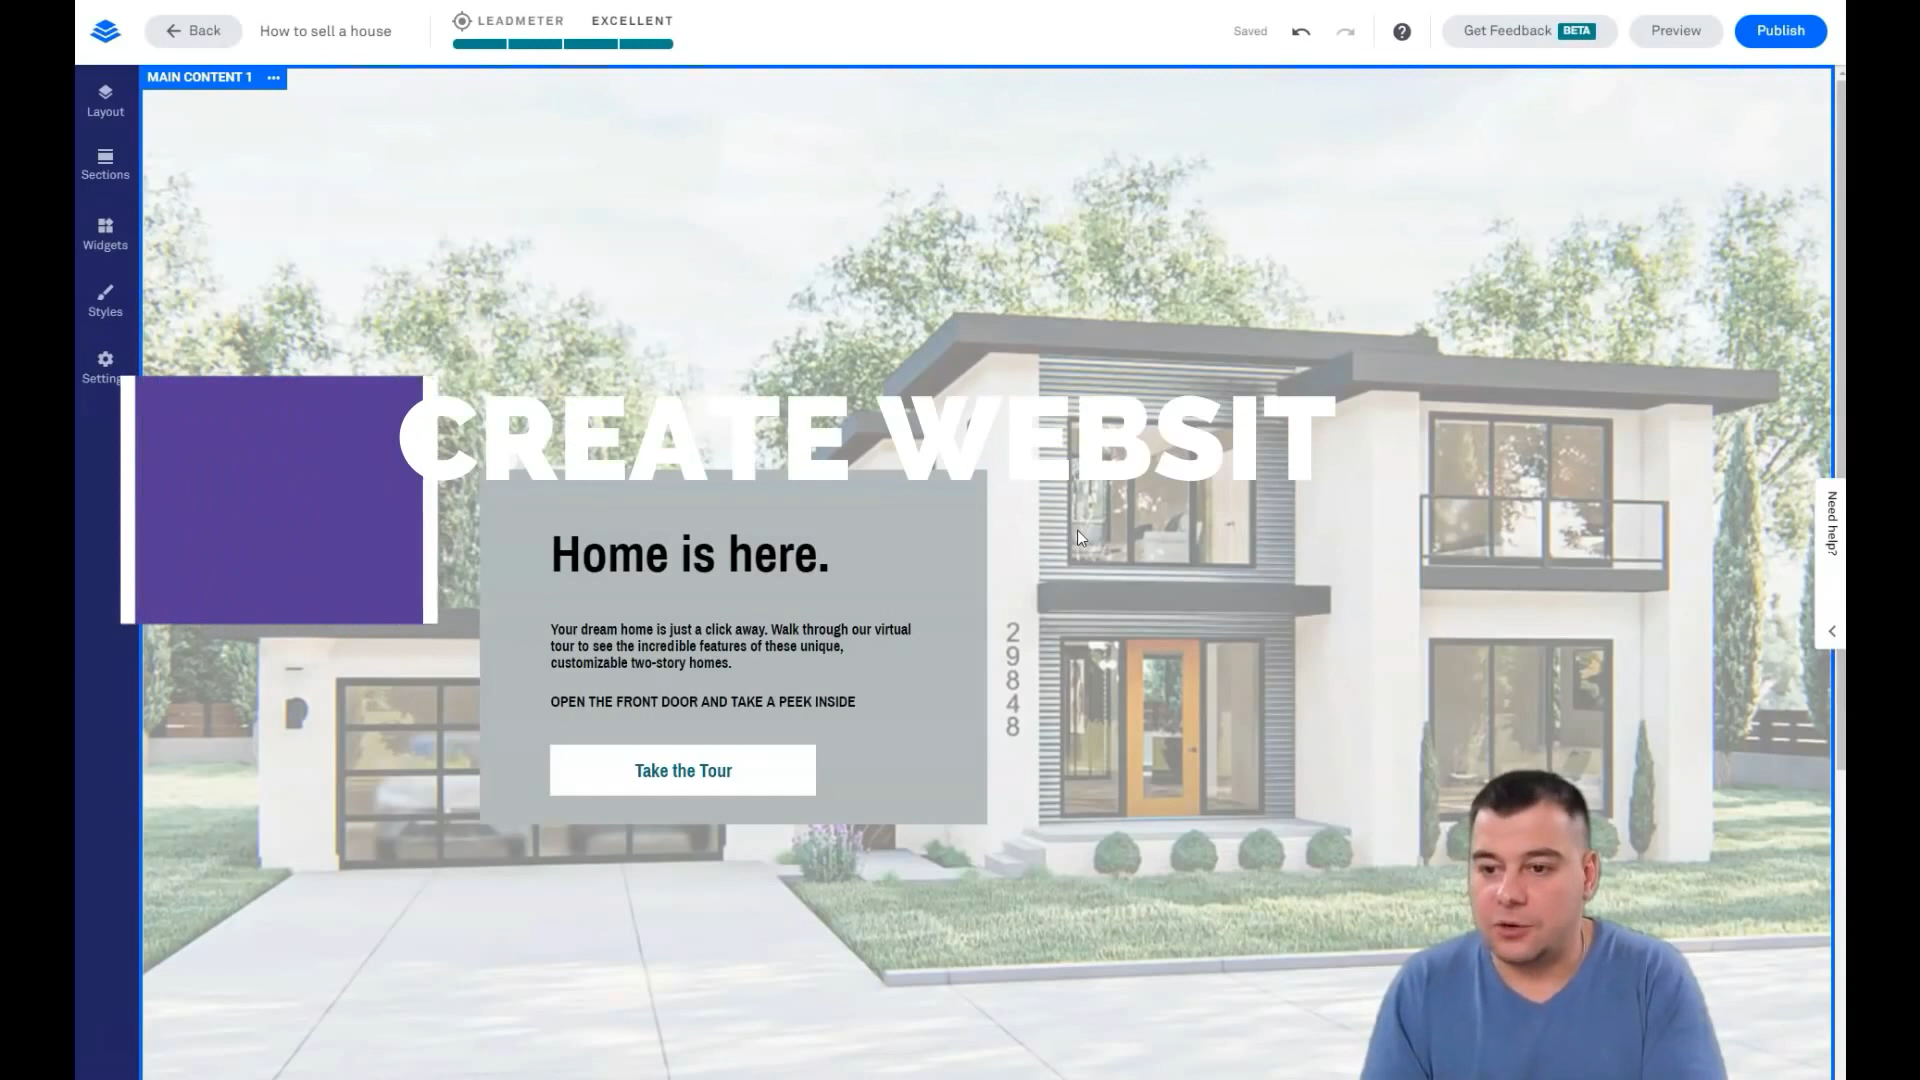 Back
How to sell a house
LEADMETER EXCELLENT
Saved
Get Feedback BETA
Preview
Publish
MAIN CONTENT 1
Layout
Sections
Widgets
Styles
Setting
CREATE WEBSIT
Home is here.
Your dream home is just a click away. Walk through our virtual
tour to see the incredible features of these unique,
customizable two-story homes.
OPEN THE FRONT DOOR AND TAKE A PEEK INSIDE
Take the Tour
2
9
8
4
8
Need help?